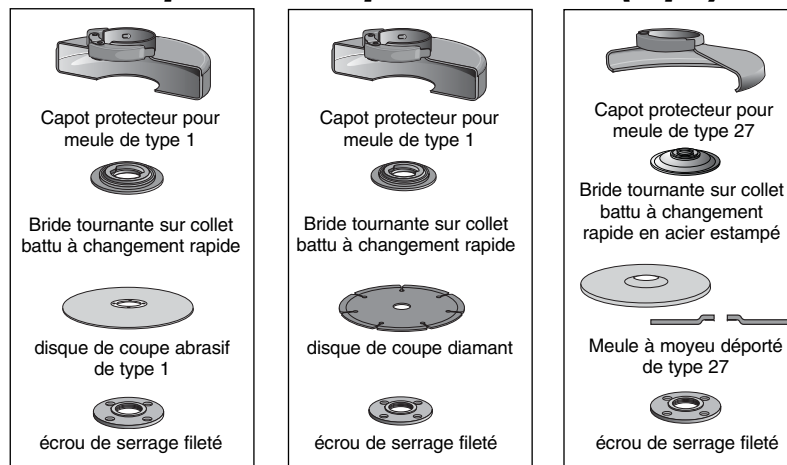 Capot protecteur pour
meule de type 1
Bride tournante sur collet
battu à changement rapide
disque de coupe abrasif
de type 1
écrou de serrage fileté
Capot protecteur pour
meule de type 1
Bride tournante sur collet
battu à changement rapide
disque de coupe diamant
écrou de serrage fileté
Capot protecteur pour
meule de type 27
Bride tournante sur collet
battu à changement
rapide en acier estampé
Meule à moyeu déporté
de type 27
écrou de serrage fileté